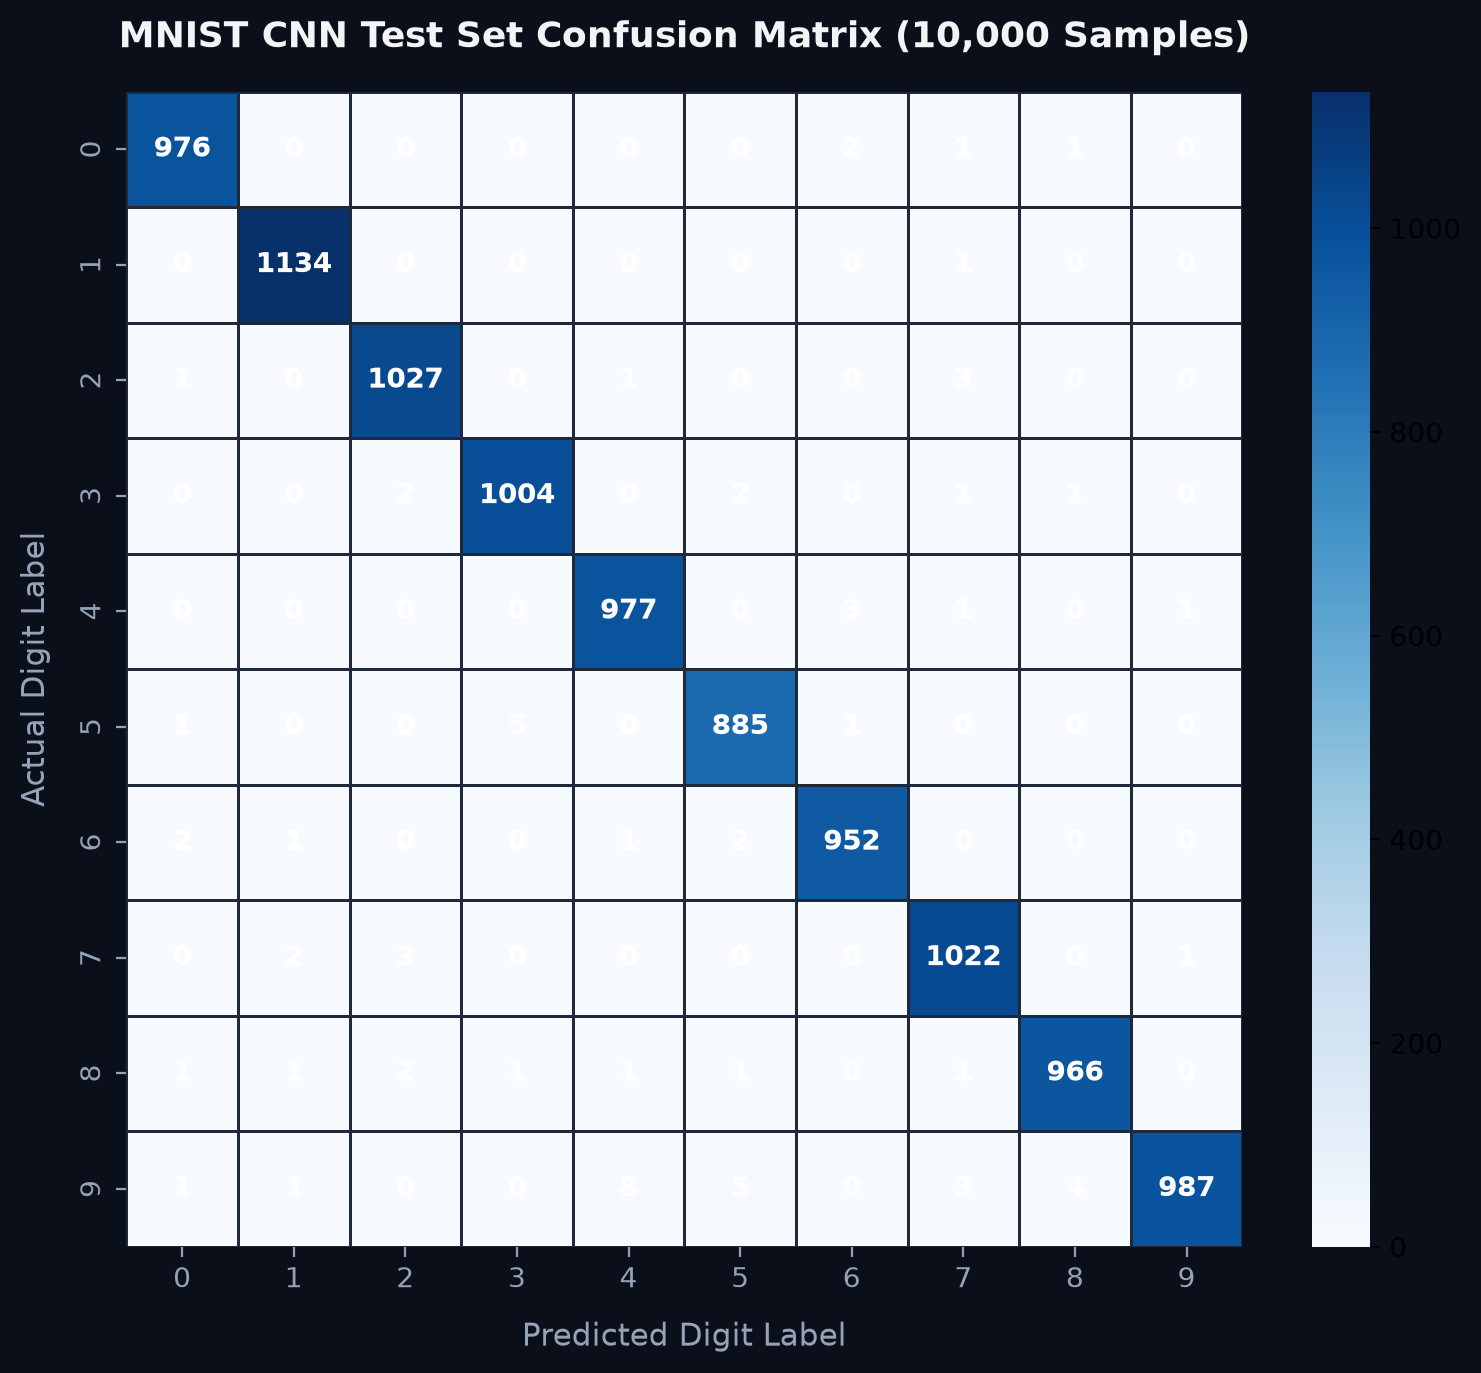 MNIST CNN Test Set Confusion Matrix (10,000 Samples)
Actual Digit Label
0 976 0 0 0 0 0 2 1 1 0
1 0 1134 0 0 0 0 0 1 0 0
2 1 0 1027 0 1 0 0 3 0 0
3 0 0 2 1004 0 2 0 1 1 0
4 0 0 0 0 977 0 3 1 0 1
5 1 0 0 5 0 885 1 0 0 0
6 2 1 0 0 1 2 952 0 0 0
7 0 2 3 0 0 0 0 1022 0 1
8 1 1 2 1 1 1 0 1 966 0
9 1 1 0 0 8 5 0 3 4 987
0 1 2 3 4 5 6 7 8 9
Predicted Digit Label
1000
800
600
400
200
0